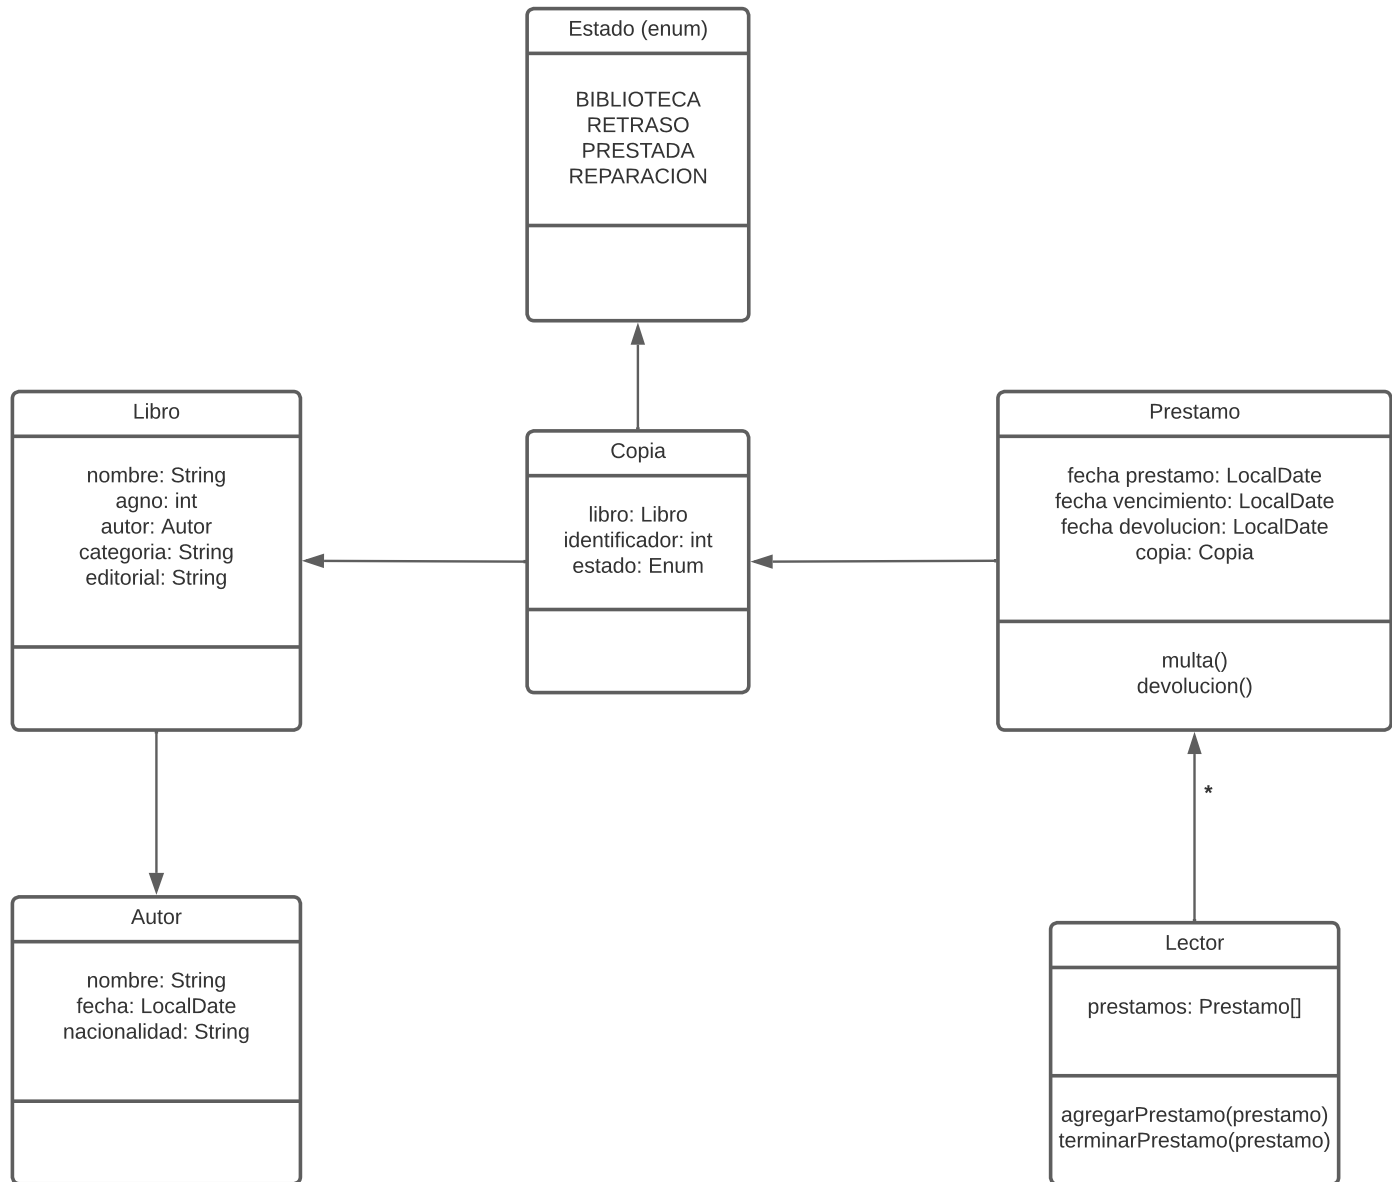 Estado (enum)
BIBLIOTECA
RETRASO
PRESTADA
REPARACION
Libro
nombre: String
agno: int
autor: Autor
categoria: String
editorial: String
Copia
libro: Libro
identificador: int
estado: Enum
Prestamo
fecha prestamo: LocalDate
fecha vencimiento: LocalDate
fecha devolucion: LocalDate
copia: Copia
multa()
devolucion()
*
Autor
nombre: String
fecha: LocalDate
nacionalidad: String
Lector
prestamos: Prestamo[]
agregarPrestamo(prestamo)
terminarPrestamo(prestamo)